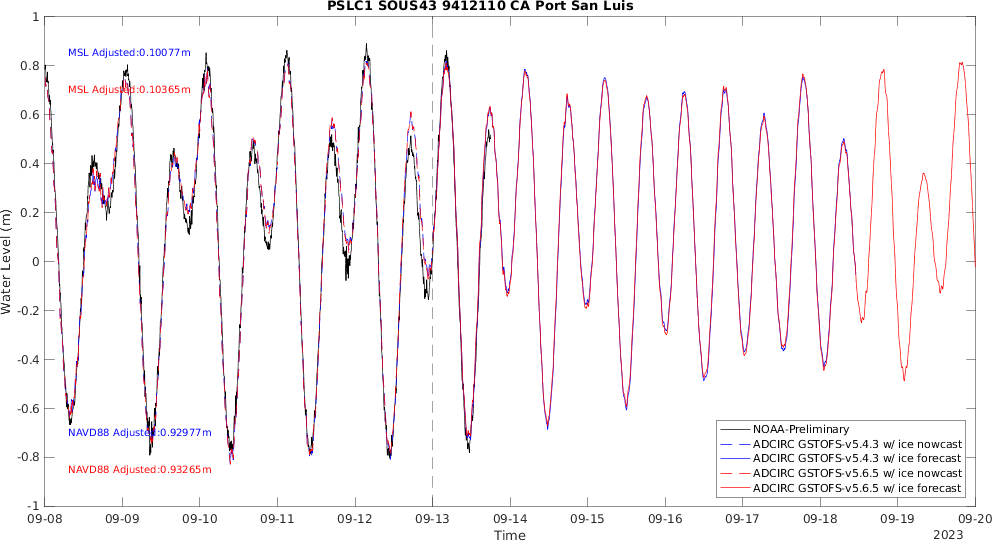 PSLC1 SOUS43 9412110 CA Port San Luis
1
0.8
0.6
0.4
0.2
0
-0.2
-0.4
-0.6
-0.8
-1
Water Level (m)
MSL Adjusted:0.10077m
MSL Adjusted:0.10365m
NAVD88 Adjusted:0.92977m
NAVD88 Adjusted:0.93265m
NOAA-Preliminary
ADCIRC GSTOFS-v5.4.3 w/ ice nowcast
ADCIRC GSTOFS-v5.4.3 w/ ice forecast
ADCIRC GSTOFS-v5.6.5 w/ ice nowcast
ADCIRC GSTOFS-v5.6.5 w/ ice forecast
09-08 09-09 09-10 09-11 09-12 09-13 09-14 09-15 09-16 09-17 09-18 09-19 09-20
Time
2023